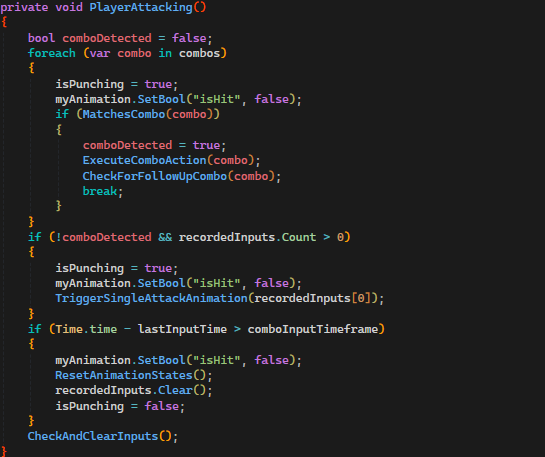 private void PlayerAttacking()
{
    bool comboDetected = false;
    foreach (var combo in combos)
    {
        isPunching = true;
        myAnimation.SetBool("isHit", false);
        if (MatchesCombo(combo))
        {
            comboDetected = true;
            ExecuteComboAction(combo);
            CheckForFollowUpCombo(combo);
            break;
        }
    }
    if (!comboDetected && recordedInputs.Count > 0)
    {
        isPunching = true;
        myAnimation.SetBool("isHit", false);
        TriggerSingleAttackAnimation(recordedInputs[0]);
    }
    if (Time.time - lastInputTime > comboInputTimeframe)
    {
        myAnimation.SetBool("isHit", false);
        ResetAnimationStates();
        recordedInputs.Clear();
        isPunching = false;
    }
    CheckAndClearInputs();
}